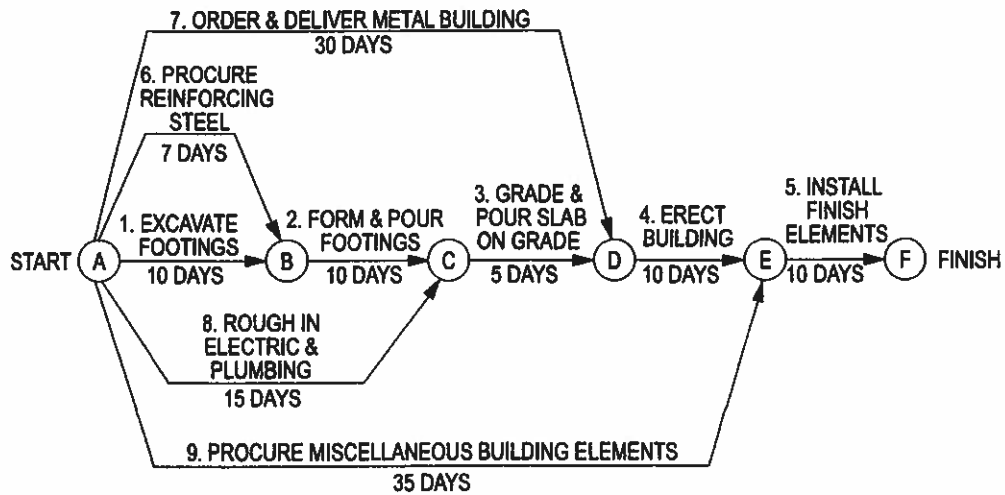 7. ORDER & DELIVER METAL BUILDING
30 DAYS
6. PROCURE
REINFORCING
STEEL
7 DAYS
1. EXCAVATE
FOOTINGS
10 DAYS
2. FORM & POUR
FOOTINGS
10 DAYS
3. GRADE &
POUR SLAB
ON GRADE
5 DAYS
4. ERECT
BUILDING
10 DAYS
5. INSTALL
FINISH
ELEMENTS
10 DAYS
START A B C D E F FINISH
8. ROUGH IN
ELECTRIC &
PLUMBING
15 DAYS
9. PROCURE MISCELLANEOUS BUILDING ELEMENTS
35 DAYS